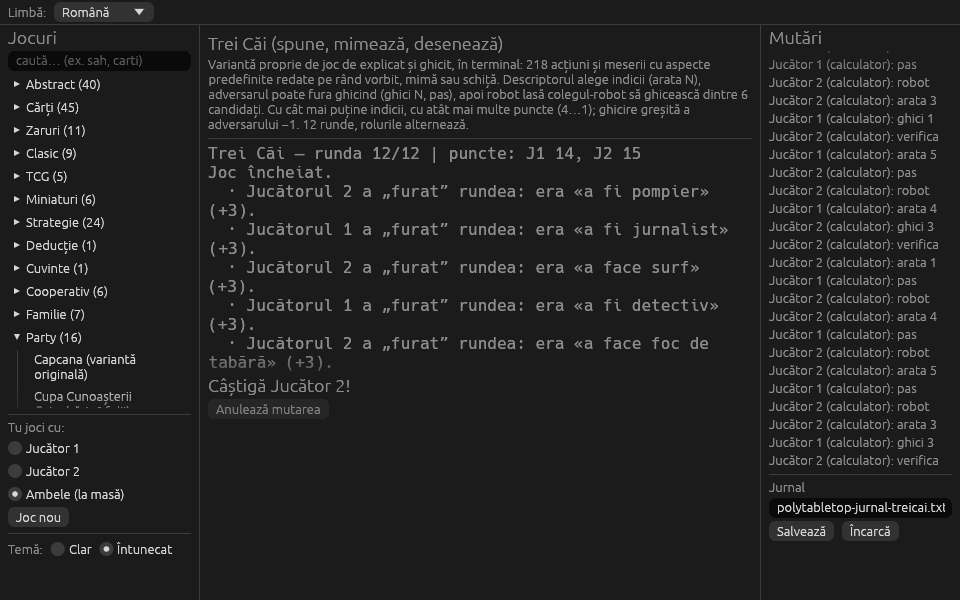 Limbă: Română
Jocuri
caută… (ex. sah, carti)
Abstract (40)
Cărți (45)
Zaruri (11)
Clasic (9)
TCG (5)
Miniaturi (6)
Strategie (24)
Deducție (1)
Cuvinte (1)
Cooperativ (6)
Familie (7)
Party (16)
Capcana (variantă
originală)
Cupa Cunoașterii
Tu joci cu:
Jucător 1
Jucător 2
Ambele (la masă)
Joc nou
Temă: Clar Întunecat
Trei Căi (spune, mimează, desenează)
Variantă proprie de joc de explicat și ghicit, în terminal: 218 acțiuni și meserii cu aspecte
predefinite redate pe rând vorbit, mimă sau schiță. Descriptorul alege indicii (arata N),
adversarul poate fura ghicind (ghici N, pas), apoi robot lasă colegul-robot să ghicească dintre 6
candidați. Cu cât mai puține indicii, cu atât mai multe puncte (4…1); ghicire greșită a
adversarului −1. 12 runde, rolurile alternează.
Trei Căi — runda 12/12 | puncte: J1 14, J2 15
Joc încheiat.
· Jucătorul 2 a „furat” rundea: era «a fi pompier»
(+3).
· Jucătorul 1 a „furat” rundea: era «a fi jurnalist»
(+3).
· Jucătorul 2 a „furat” rundea: era «a face surf»
(+3).
· Jucătorul 1 a „furat” rundea: era «a fi detectiv»
(+3).
· Jucătorul 2 a „furat” rundea: era «a face foc de
tabără» (+3).
Câștigă Jucător 2!
Anulează mutarea
Mutări
Jucător 1 (calculator): pas
Jucător 2 (calculator): robot
Jucător 2 (calculator): arata 3
Jucător 1 (calculator): ghici 1
Jucător 2 (calculator): verifica
Jucător 1 (calculator): arata 5
Jucător 2 (calculator): pas
Jucător 1 (calculator): robot
Jucător 1 (calculator): arata 4
Jucător 2 (calculator): ghici 3
Jucător 1 (calculator): verifica
Jucător 2 (calculator): arata 1
Jucător 1 (calculator): pas
Jucător 2 (calculator): robot
Jucător 2 (calculator): arata 4
Jucător 1 (calculator): pas
Jucător 2 (calculator): robot
Jucător 2 (calculator): arata 5
Jucător 1 (calculator): pas
Jucător 2 (calculator): robot
Jucător 2 (calculator): arata 3
Jucător 1 (calculator): ghici 3
Jucător 2 (calculator): verifica
Jurnal
polytabletop-jurnal-treicai.txt
Salvează Încarcă